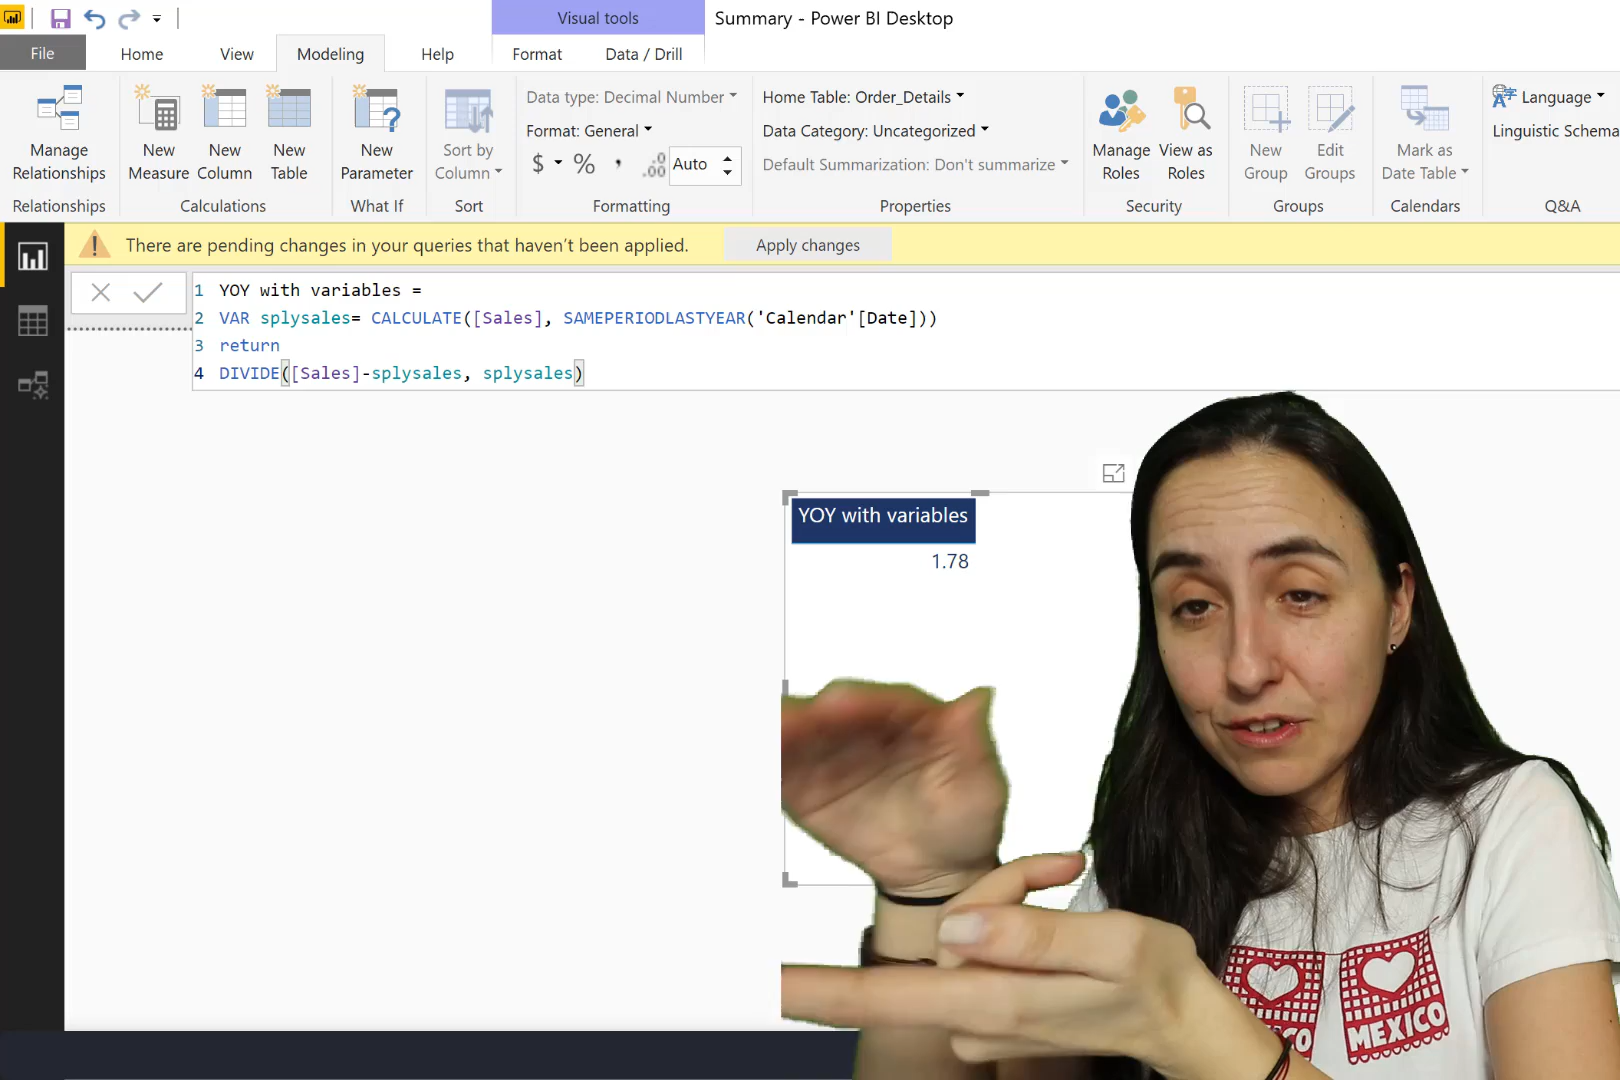 Visual tools
Summary - Power BI Desktop
File
Home
View
Modeling
Help
Format
Data / Drill
Manage
Relationships
Relationships
New
Measure
New
Column
New
Table
Calculations
New
Parameter
What If
Sort by
Column
Sort
Data type: Decimal Number
Format: General
$ % , .00 Auto
Formatting
Home Table: Order_Details
Data Category: Uncategorized
Default Summarization: Don't summarize
Properties
Manage
Roles
View as
Roles
Security
New
Group
Edit
Groups
Groups
Mark as
Date Table
Calendars
Language
Linguistic Schema
Q&A
There are pending changes in your queries that haven't been applied.
Apply changes
1 YOY with variables =
2 VAR splysales= CALCULATE([Sales], SAMEPERIODLASTYEAR('Calendar'[Date]))
3 return
4 DIVIDE([Sales]-splysales, splysales)
YOY with variables
1.78
MEXICO
CO